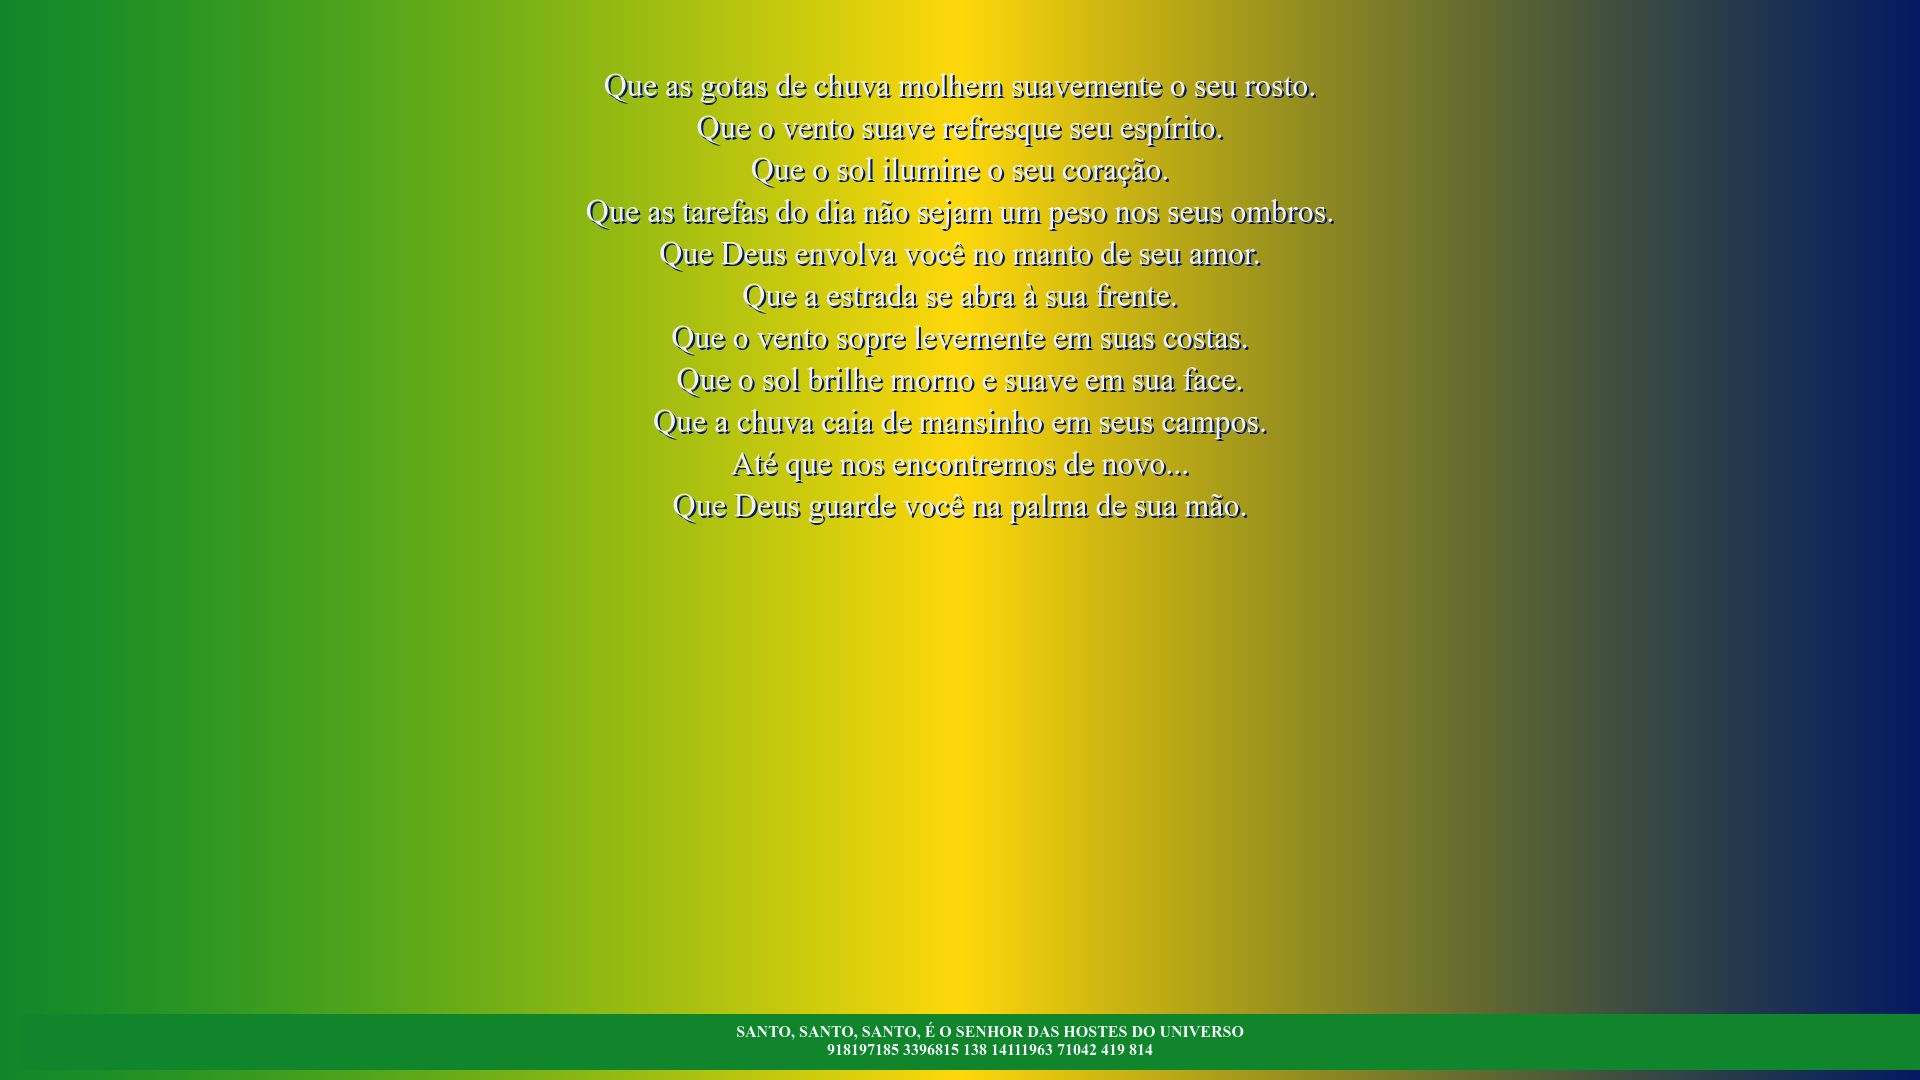 Que as gotas de chuva molhem suavemente o seu rosto.
Que o vento suave refresque seu espírito.
Que o sol ilumine o seu coração.
Que as tarefas do dia não sejam um peso nos seus ombros.
Que Deus envolva você no manto de seu amor.
Que a estrada se abra à sua frente.
Que o vento sopre levemente em suas costas.
Que o sol brilhe morno e suave em sua face.
Que a chuva caia de mansinho em seus campos.
Até que nos encontremos de novo...
Que Deus guarde você na palma de sua mão.
SANTO, SANTO, SANTO, É O SENHOR DAS HOSTES DO UNIVERSO
918197185 3396815 138 14111963 71042 419 814